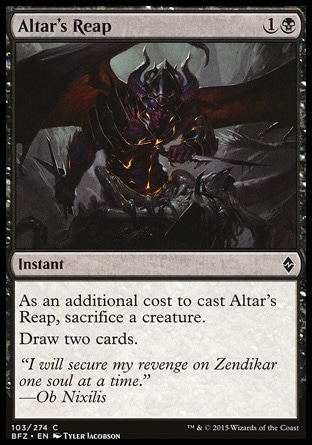 Altar's Reap 1
Instant
As an additional cost to cast Altar's
Reap, sacrifice a creature.
Draw two cards.
“I will secure my revenge on Zendikar
one soul at a time.”
—Ob Nixilis
103/274 C
BFZ • EN Tyler Jacobson
™ & © 2015 Wizards of the Coast